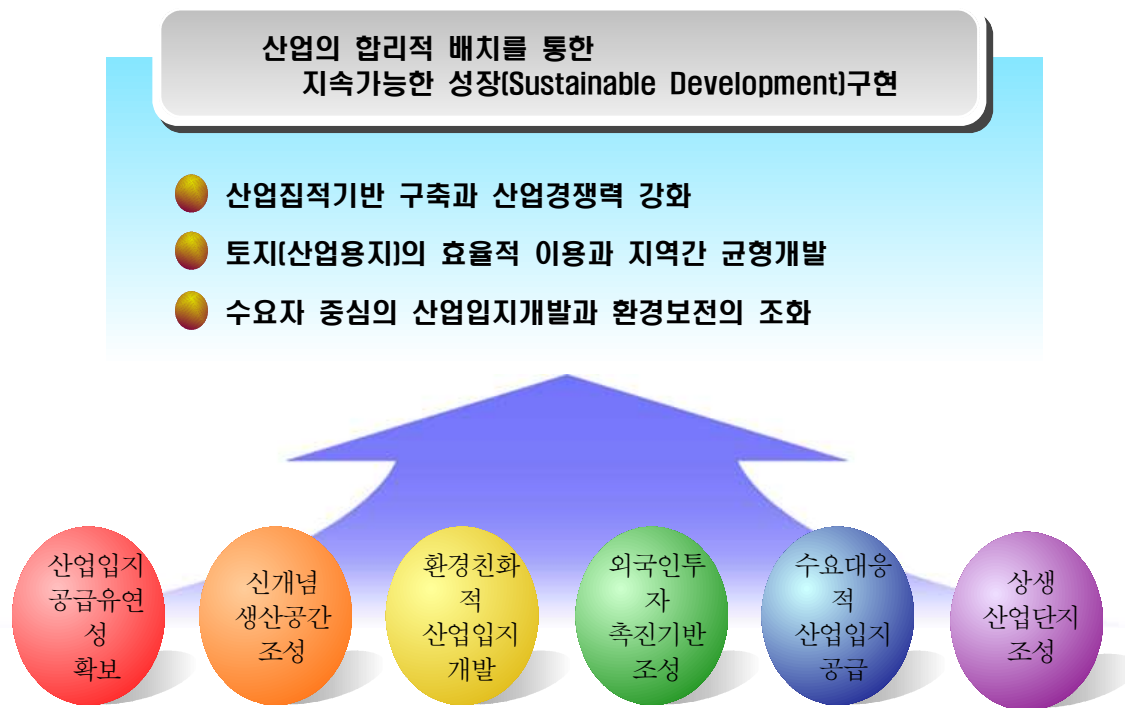 산업의 합리적 배치를 통한
지속가능한 성장(Sustainable Development)구현
산업집적기반 구축과 산업경쟁력 강화
토지(산업용지)의 효율적 이용과 지역간 균형개발
수요자 중심의 산업입지개발과 환경보전의 조화
산업입지
공급유연
성
확보
신개념
생산공간
조성
환경친화
적
산업입지
개발
외국인투
자
촉진기반
조성
수요대응
적
산업입지
공급
상생
산업단지
조성